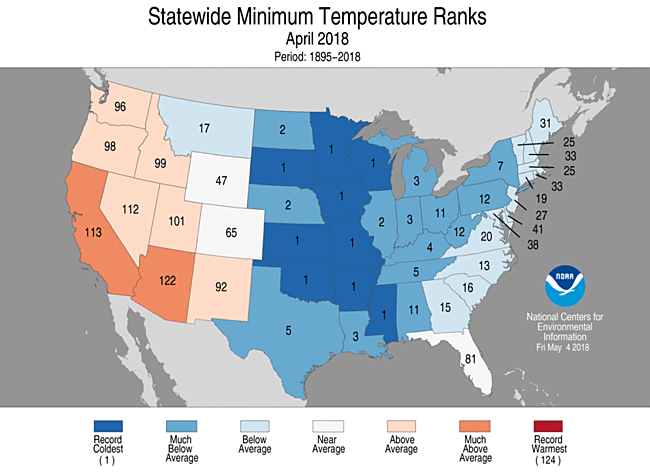 Statewide Minimum Temperature Ranks
April 2018
Period: 1895–2018
96
17
2
1
31
98
99
47
1
1
3
7
25
33
25
33
112
101
65
2
1
2
3
11
12
12
20
19
27
41
38
113
122
92
1
1
1
1
4
5
13
16
15
11
1
5
3
81
NOAA
National Centers for
Environmental
Information
Fri May 4 2018
Record
Coldest
( 1 )
Much
Below
Average
Below
Average
Near
Average
Above
Average
Much
Above
Average
Record
Warmest
( 124 )